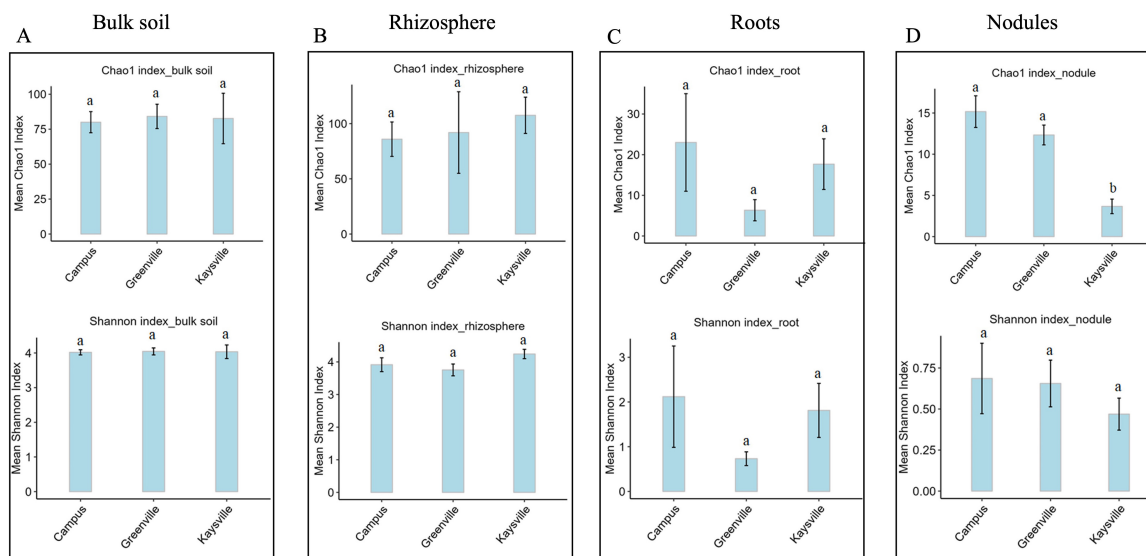 Bulk soil
A
Chao1 index_bulk soil
a a a
100
75
50
25
0
Mean Chao1 Index
Campus Greenville Kaysville
Shannon index_bulk soil
a a a
4
3
2
1
0
Mean Shannon Index
Campus Greenville Kaysville
Rhizosphere
B
Chao1 index_rhizosphere
a a a
100
50
0
Mean Chao1 Index
Campus Greenville Kaysville
Shannon index_rhizosphere
a a a
4
3
2
1
0
Mean Shannon Index
Campus Greenville Kaysville
Roots
C
Chao1 index_root
a a a
30
20
10
0
Mean Chao1 Index
Campus Greenville Kaysville
Shannon index_root
a a a
3
2
1
0
Mean Shannon Index
Campus Greenville Kaysville
Nodules
D
Chao1 index_nodule
a a b
15
10
5
0
Mean Chao1 Index
Campus Greenville Kaysville
Shannon index_nodule
a a a
0.75
0.50
0.25
0.00
Mean Shannon Index
Campus Greenville Kaysville